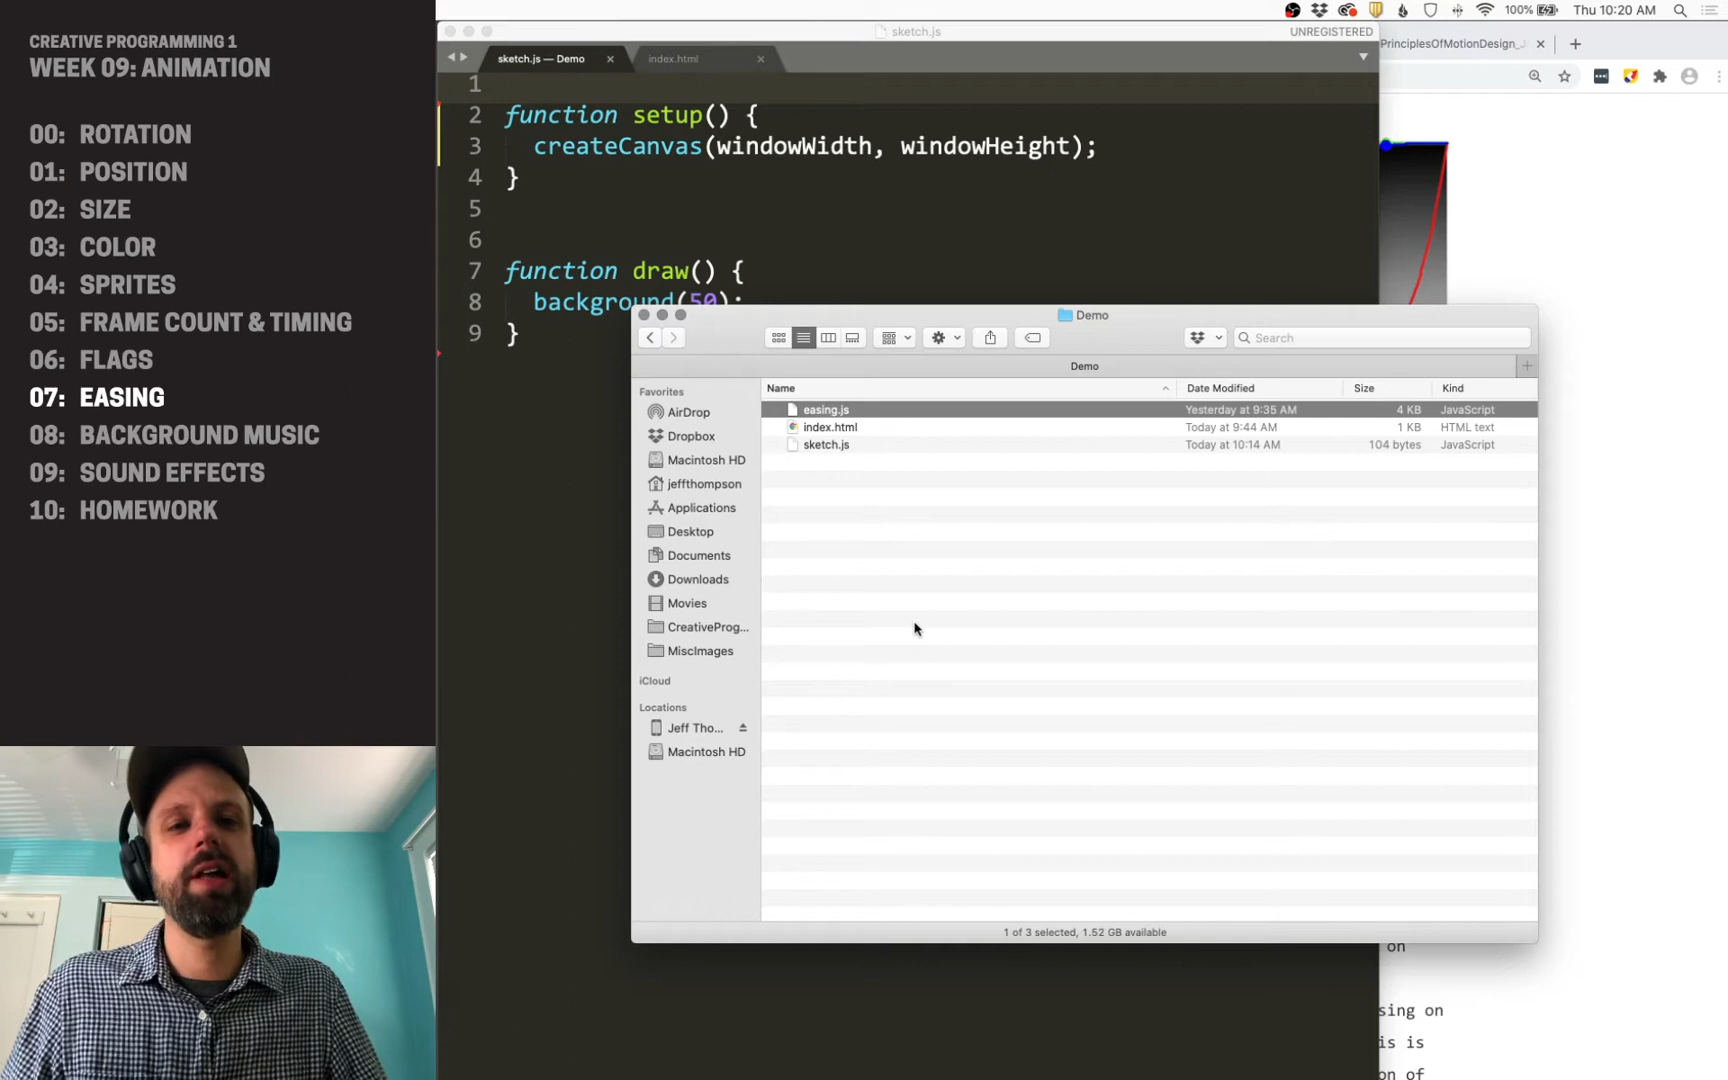 CREATIVE PROGRAMMING 1
WEEK 09: ANIMATION
00: ROTATION
01: POSITION
02: SIZE
03: COLOR
04: SPRITES
05: FRAME COUNT & TIMING
06: FLAGS
07: EASING
08: BACKGROUND MUSIC
09: SOUND EFFECTS
10: HOMEWORK
100% Thu 10:20 AM
sketch.js UNREGISTERED
sketch.js — Demo index.html
PrinciplesOfMotionDesign_
1
2 function setup() {
3 createCanvas(windowWidth, windowHeight);
4 }
5
6
7 function draw() {
8 background(50);
9 }
Demo
Search
Demo
Name Date Modified Size Kind
easing.js Yesterday at 9:35 AM 4 KB JavaScript
index.html Today at 9:44 AM 1 KB HTML text
sketch.js Today at 10:14 AM 104 bytes JavaScript
Favorites
AirDrop
Dropbox
Macintosh HD
jeffthompson
Applications
Desktop
Documents
Downloads
Movies
CreativeProg...
MiscImages
iCloud
Locations
Jeff Tho...
Macintosh HD
1 of 3 selected, 1.52 GB available
on
sing on
is is
on of